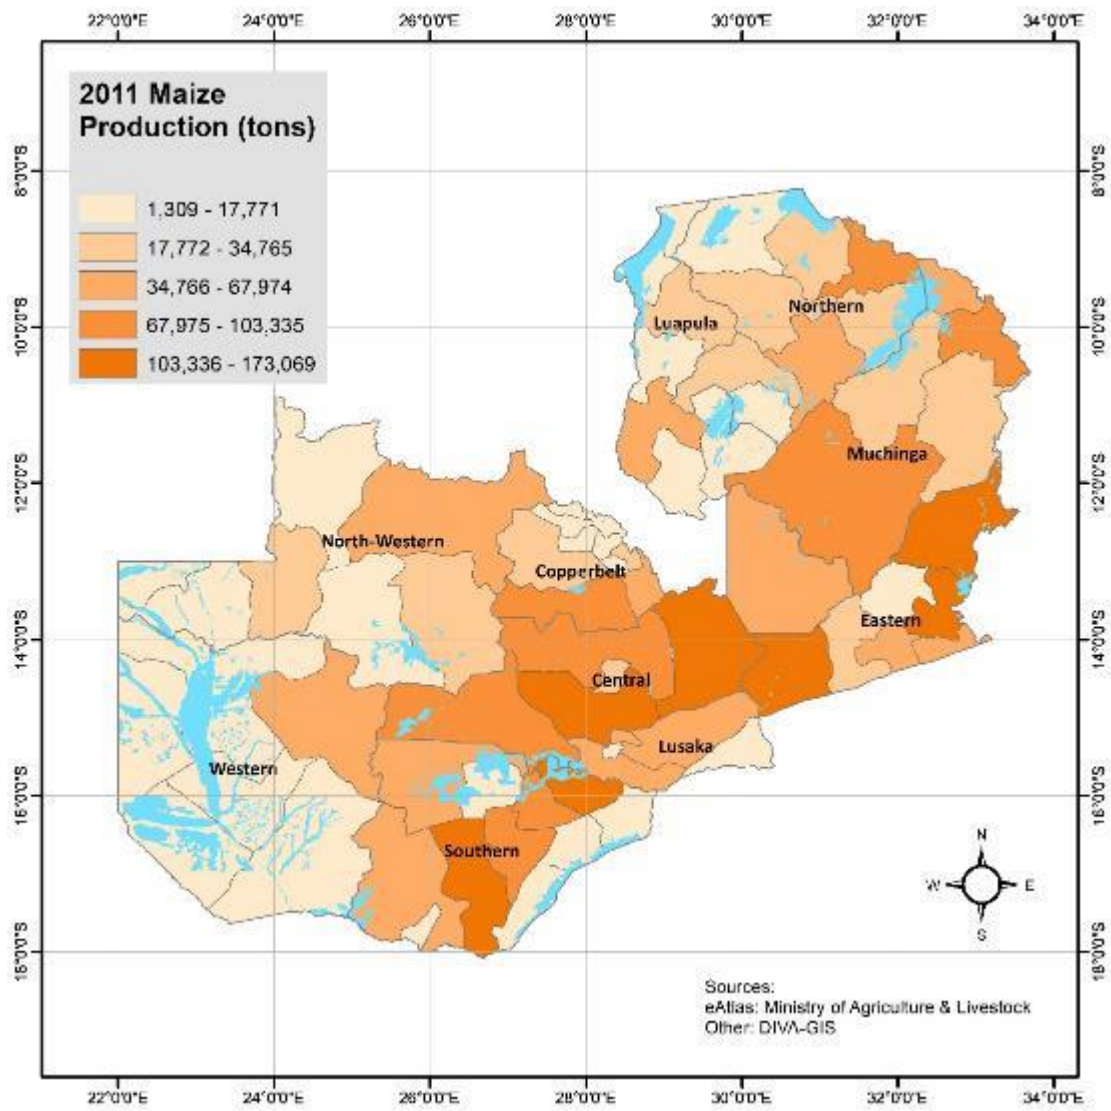 22°0'0"E 24°0'0"E 26°0'0"E 28°0'0"E 30°0'0"E 32°0'0"E 34°0'0"E
2011 Maize
Production (tons)
1,309 - 17,771
17,772 - 34,765
34,766 - 67,974
67,975 - 103,335
103,336 - 173,069
8°0'0"S 8°0'0"S
10°0'0"S 10°0'0"S
12°0'0"S 12°0'0"S
14°0'0"S 14°0'0"S
16°0'0"S 16°0'0"S
18°0'0"S 18°0'0"S
Northern
Luapula
Muchinga
North-Western
Copperbelt
Eastern
Central
Lusaka
Western
Southern
N
W E
S
Sources:
eAtlas: Ministry of Agriculture & Livestock
Other: DIVA-GIS
22°0'0"E 24°0'0"E 26°0'0"E 28°0'0"E 30°0'0"E 32°0'0"E 34°0'0"E